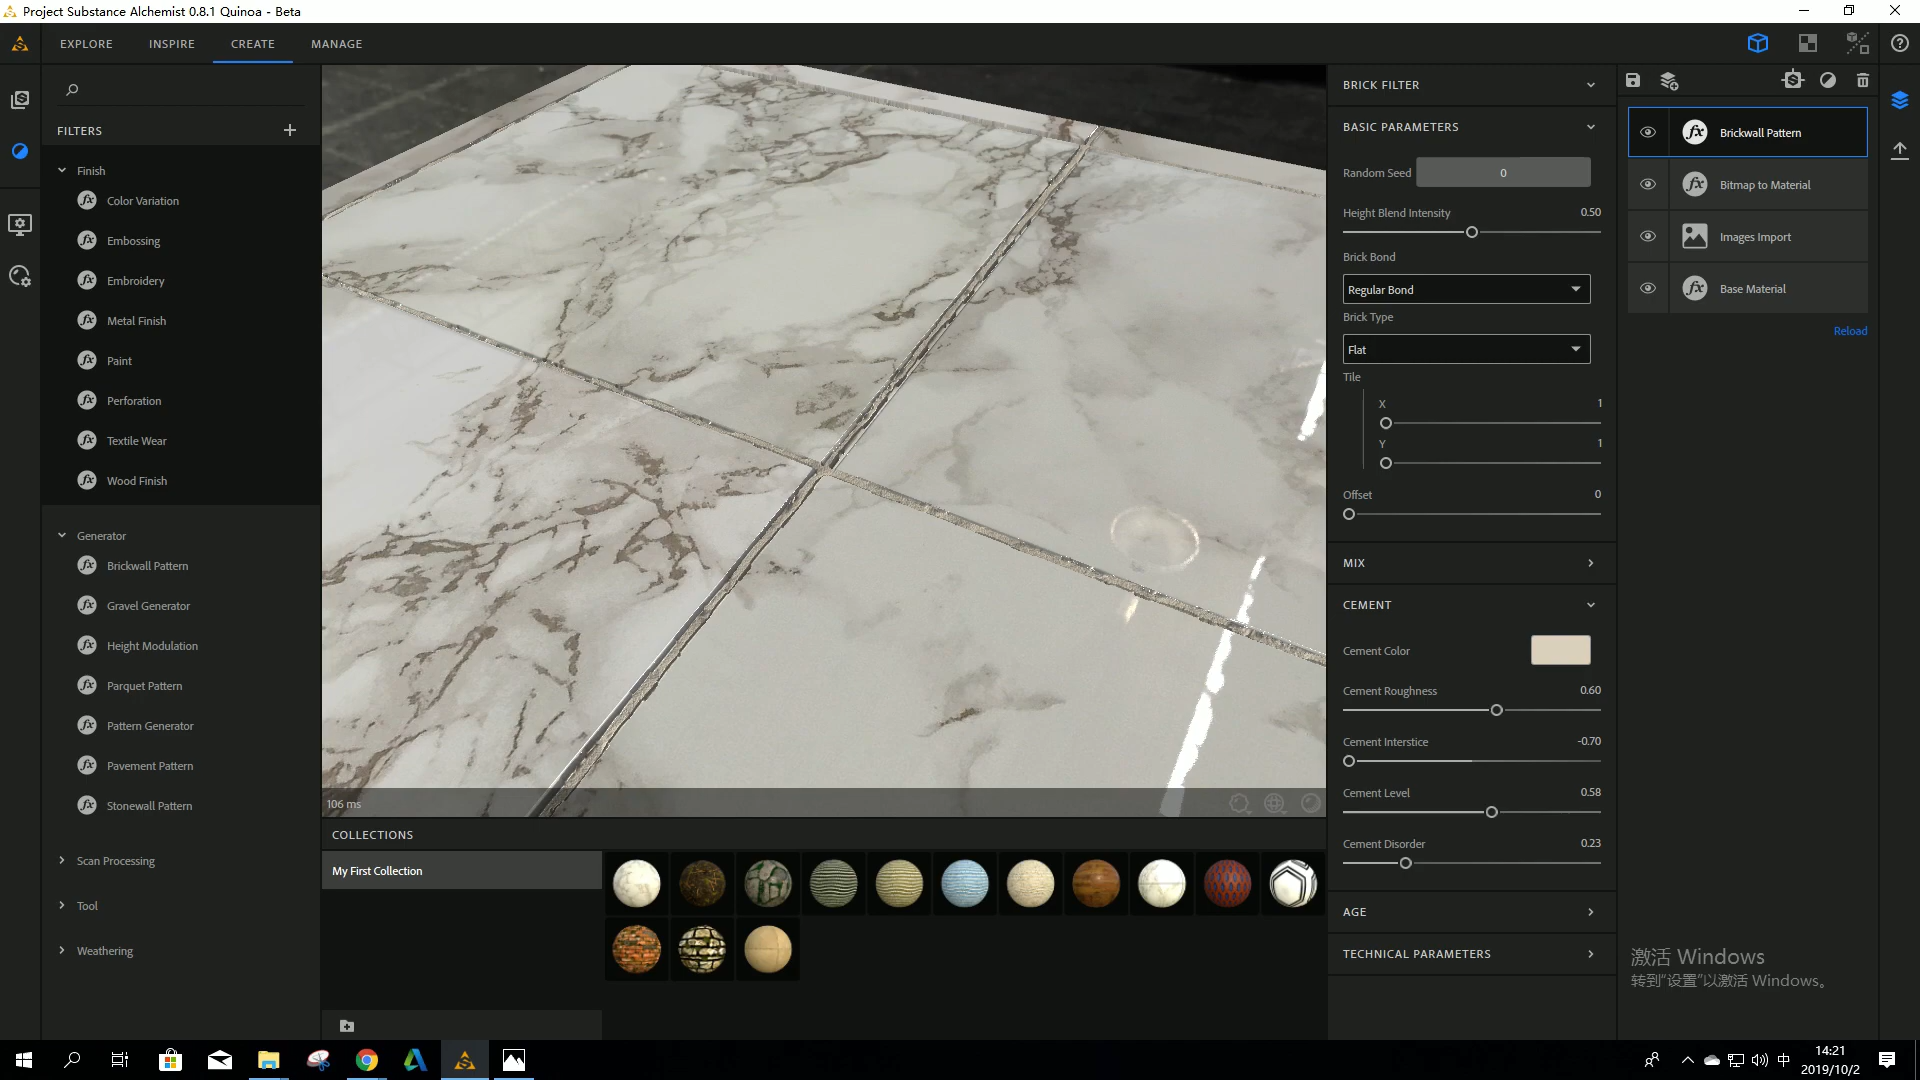 Project Substance Alchemist 0.8.1 Quinoa - Beta
EXPLORE
INSPIRE
CREATE
MANAGE
FILTERS
Finish
Color Variation
Embossing
Embroidery
Metal Finish
Paint
Perforation
Textile Wear
Wood Finish
Generator
Brickwall Pattern
Gravel Generator
Height Modulation
Parquet Pattern
Pattern Generator
Pavement Pattern
Stonewall Pattern
Scan Processing
Tool
Weathering
106 ms
COLLECTIONS
My First Collection
BRICK FILTER
BASIC PARAMETERS
Random Seed 0
Height Blend Intensity 0.50
Brick Bond
Regular Bond
Brick Type
Flat
Tile
X 1
Y 1
Offset 0
MIX
CEMENT
Cement Color
Cement Roughness 0.60
Cement Interstice -0.70
Cement Level 0.58
Cement Disorder 0.23
AGE
TECHNICAL PARAMETERS
Brickwall Pattern
Bitmap to Material
Images Import
Base Material
Reload
激活 Windows
转到“设置”以激活 Windows。
中
14:21
2019/10/2